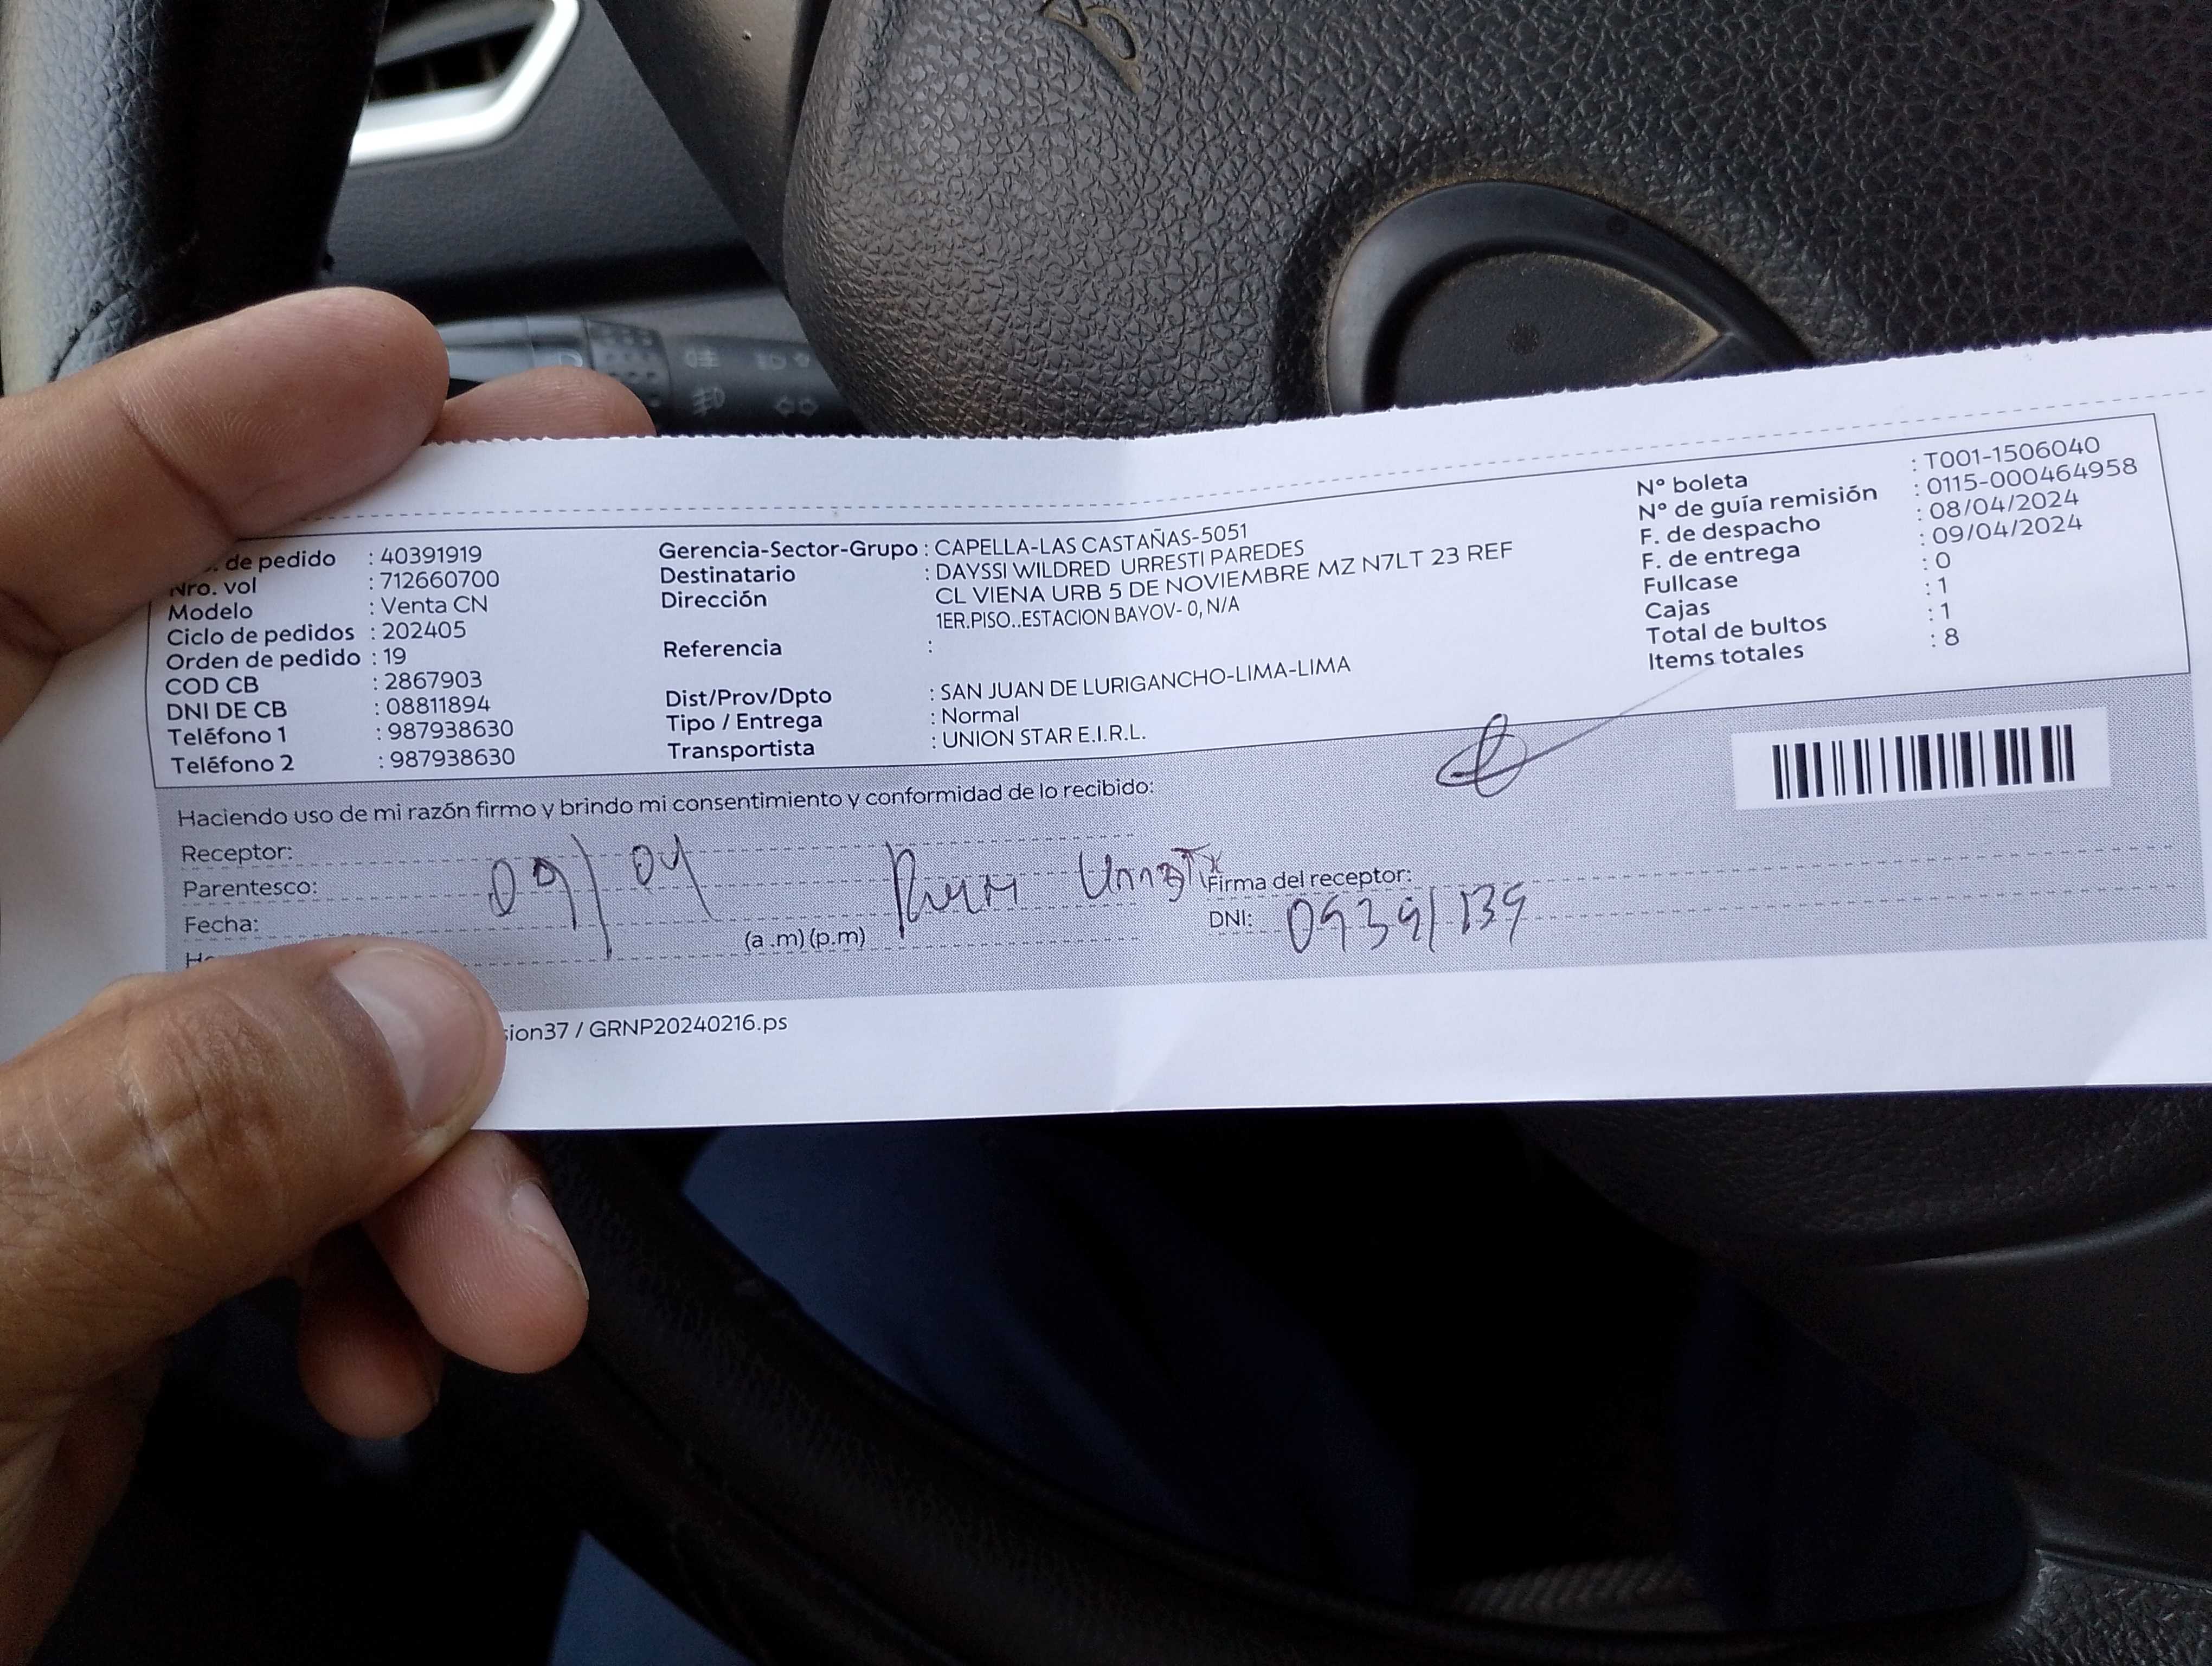 de pedido : 40391919
Nro. vol : 712660700
Modelo : Venta CN
Ciclo de pedidos : 202405
Orden de pedido : 19
COD CB : 2867903
DNI DE CB : 08811894
Teléfono 1 : 987938630
Teléfono 2 : 987938630
Gerencia-Sector-Grupo : CAPELLA-LAS CASTAÑAS-5051
Destinatario : DAYSSI WILDRED URRESTI PAREDES
Dirección CL VIENA URB 5 DE NOVIEMBRE MZ N7LT 23 REF
1ER.PISO..ESTACION BAYOV- 0, N/A
Referencia :
Dist/Prov/Dpto : SAN JUAN DE LURIGANCHO-LIMA-LIMA
Tipo / Entrega : Normal
Transportista : UNION STAR E.I.R.L.
N° boleta : T001-1506040
N° de guía remisión : 0115-000464958
F. de despacho : 08/04/2024
F. de entrega : 09/04/2024
Fullcase : 0
Cajas : 1
Total de bultos : 1
Items totales : 8
Haciendo uso de mi razón firmo y brindo mi consentimiento y conformidad de lo recibido:
Receptor:
Parentesco:
Fecha: 09/04
(a .m) (p.m)
Firma del receptor:
DNI:
sion37 / GRNP20240216.ps